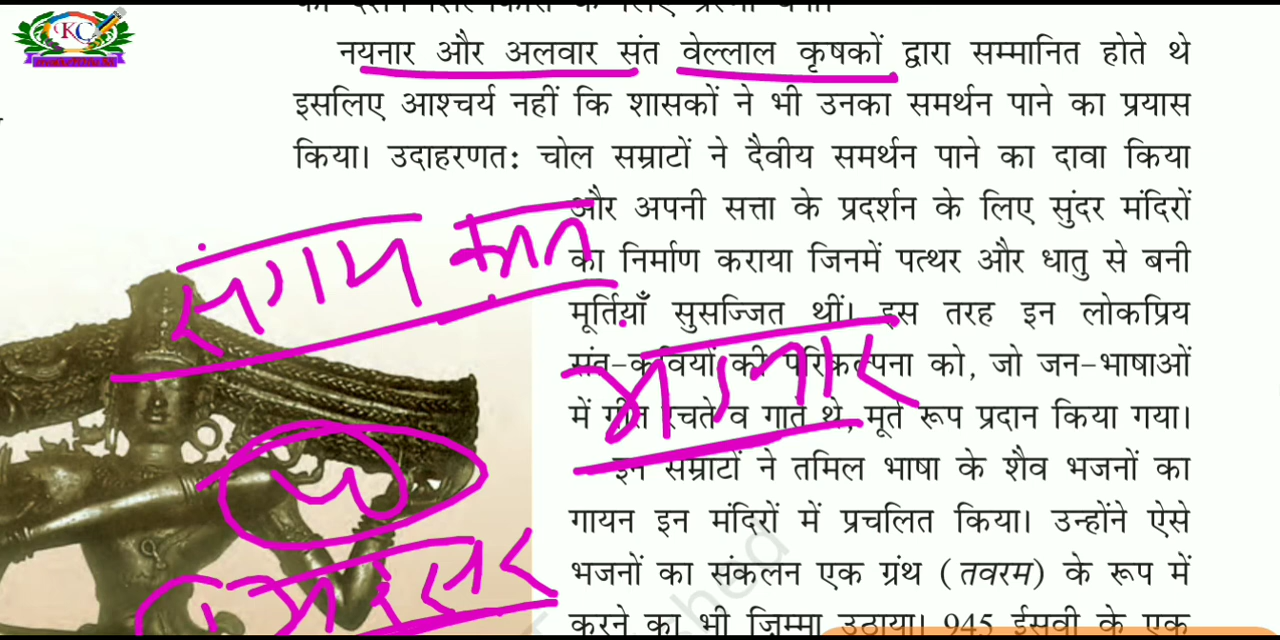 KC
नयनार और अलवार संत वेल्लाल कृषकों द्वारा सम्मानित होते थे
इसलिए आश्चर्य नहीं कि शासकों ने भी उनका समर्थन पाने का प्रयास
किया। उदाहरणत: चोल सम्राटों ने दैवीय समर्थन पाने का दावा किया
और अपनी सत्ता के प्रदर्शन के लिए सुंदर मंदिरों
का निर्माण कराया जिनमें पत्थर और धातु से बनी
मूर्तियाँ सुसज्जित थीं। इस तरह इन लोकप्रिय
संत-कवियों की परिकल्पना को, जो जन-भाषाओं
में गीत रचते व गाते थे, मूर्त रूप प्रदान किया गया।
इन सम्राटों ने तमिल भाषा के शैव भजनों का
गायन इन मंदिरों में प्रचलित किया। उन्होंने ऐसे
भजनों का संकलन एक ग्रंथ (तवरम) के रूप में
करने का भी जिम्मा उठाया। 945 ईसवी के एक